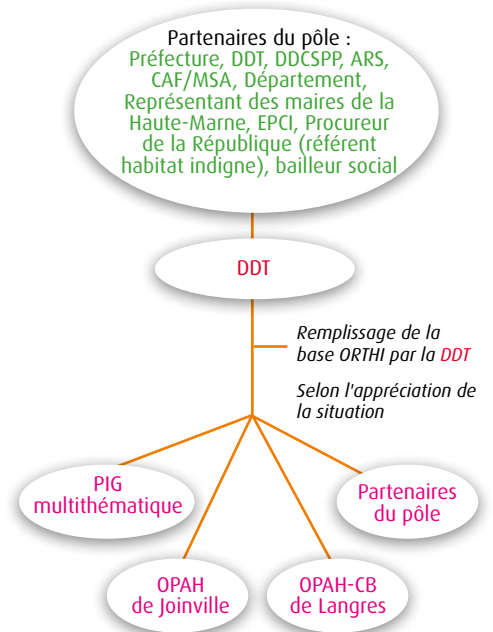 Partenaires du pôle :
Préfecture, DDT, DDCSPP, ARS,
CAF/MSA, Département,
Représentant des maires de la
Haute-Marne, EPCI, Procureur
de la République (référent
habitat indigne), bailleur social
DDT
Remplissage de la
base ORTHI par la DDT
Selon l'appréciation de
la situation
PIG
multithématique
Partenaires
du pôle
OPAH
de Joinville
OPAH-CB
de Langres